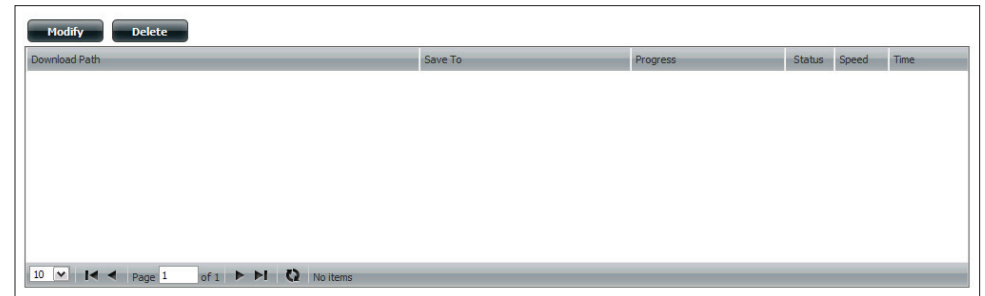 Modify Delete
Download Path Save To Progress Status Speed Time
10 Page 1 of 1 No items